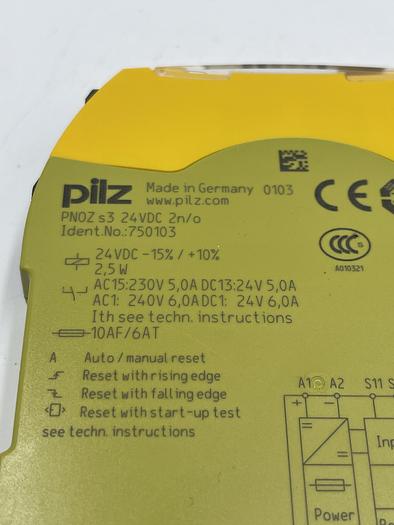 pilz Made in Germany 0103
www.pilz.com
PNOZ s3 24VDC 2n/o
Ident.No.:750103
CE
CCC
A010321
24VDC -15% / +10%
2,5 W
AC15:230V 5,0A DC13:24V 5,0A
AC1: 240V 6,0A DC1: 24V 6,0A
Ith see techn. instructions
10AF/6AT
A Auto / manual reset
Reset with rising edge
Reset with falling edge
Reset with start-up test
see techn. instructions
A1 A2 S11
+ −
Power